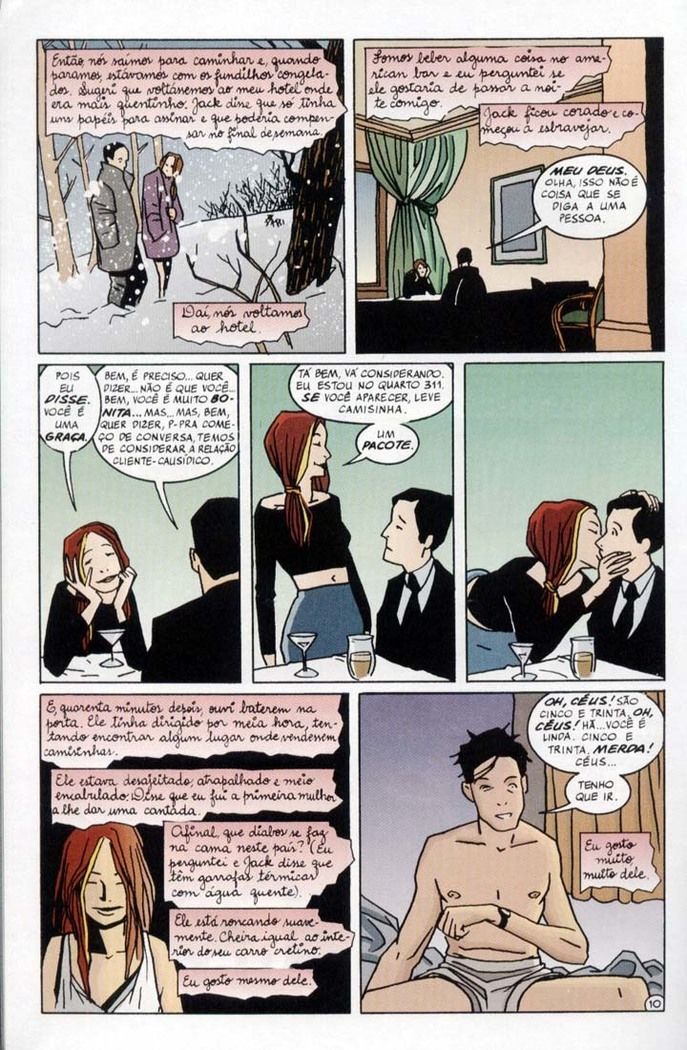 Então, nós saímos para caminhar e, quando
paramos, estávamos com os fundilhos congela-
dos. Sugeri que voltássemos ao meu hotel onde
era mais quentinho. Jack disse que só tinha
uns papéis para assinar e que poderia compen-
sar no final de semana.
Daí, nós voltamos
ao hotel.
Fomos beber alguma coisa no ame-
rican bar e eu perguntei se
ele gostaria de passar a noi-
te comigo.
Jack ficou corado e co-
meçou a esbravejar.
MEU DEUS.
OLHA, ISSO NÃO É
COISA QUE SE
DIGA A UMA
PESSOA.
POIS
EU
DISSE.
VOCÊ É
UMA
GRAÇA.
BEM, É PRECISO... QUER
DIZER... NÃO É QUE VOCÊ...
BEM, VOCÊ É MUITO BO-
NITA... MAS... MAS, BEM,
QUER DIZER, P-PRA COME-
ÇO DE CONVERSA, TEMOS
DE CONSIDERAR A RELAÇÃO
CLIENTE-CAUSÍDICO.
TÁ BEM, VÁ CONSIDERANDO.
EU ESTOU NO QUARTO 311.
SE VOCÊ APARECER, LEVE
CAMISINHA.
UM
PACOTE.
E, quarenta minutos depois, ouvi baterem na
porta. Ele tinha dirigido por meia hora, ten-
tando encontrar algum lugar onde vendessem
camisinhas.
Ele estava desajeitado, atrapalhado e meio
encabulado. Disse que eu fui a primeira mulher
a lhe dar uma cantada.
Afinal, que diabos se faz
na cama neste país? (Eu
perguntei e Jack disse que
têm garrafas térmicas
com água quente).
Ele está roncando suave-
mente. Cheira igual ao inte-
rior do seu carro cretino.
Eu gosto mesmo dele.
OH, CÉUS! SÃO
CINCO E TRINTA. OH,
CÉUS! HÃ... VOCÊ É
LINDA. CINCO E
TRINTA. MERDA!
CÉUS...
TENHO
QUE IR.
Eu gosto
muito
muito dele.
10